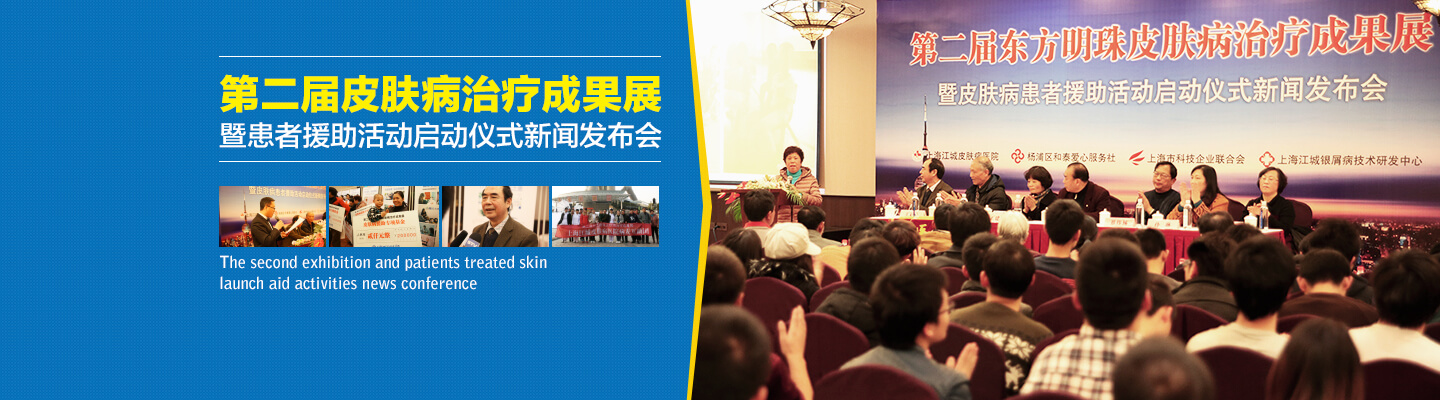 第二届皮肤病治疗成果展
暨患者援助活动启动仪式新闻发布会
The second exhibition and patients treated skin
launch aid activities news conference
第二届东方明珠皮肤病治疗成果展
暨皮肤病患者援助活动启动仪式新闻发布会
上海江城皮肤病医院
杨浦区和泰爱心服务社
上海市科技企业联合会
上海江城银屑病技术研发中心